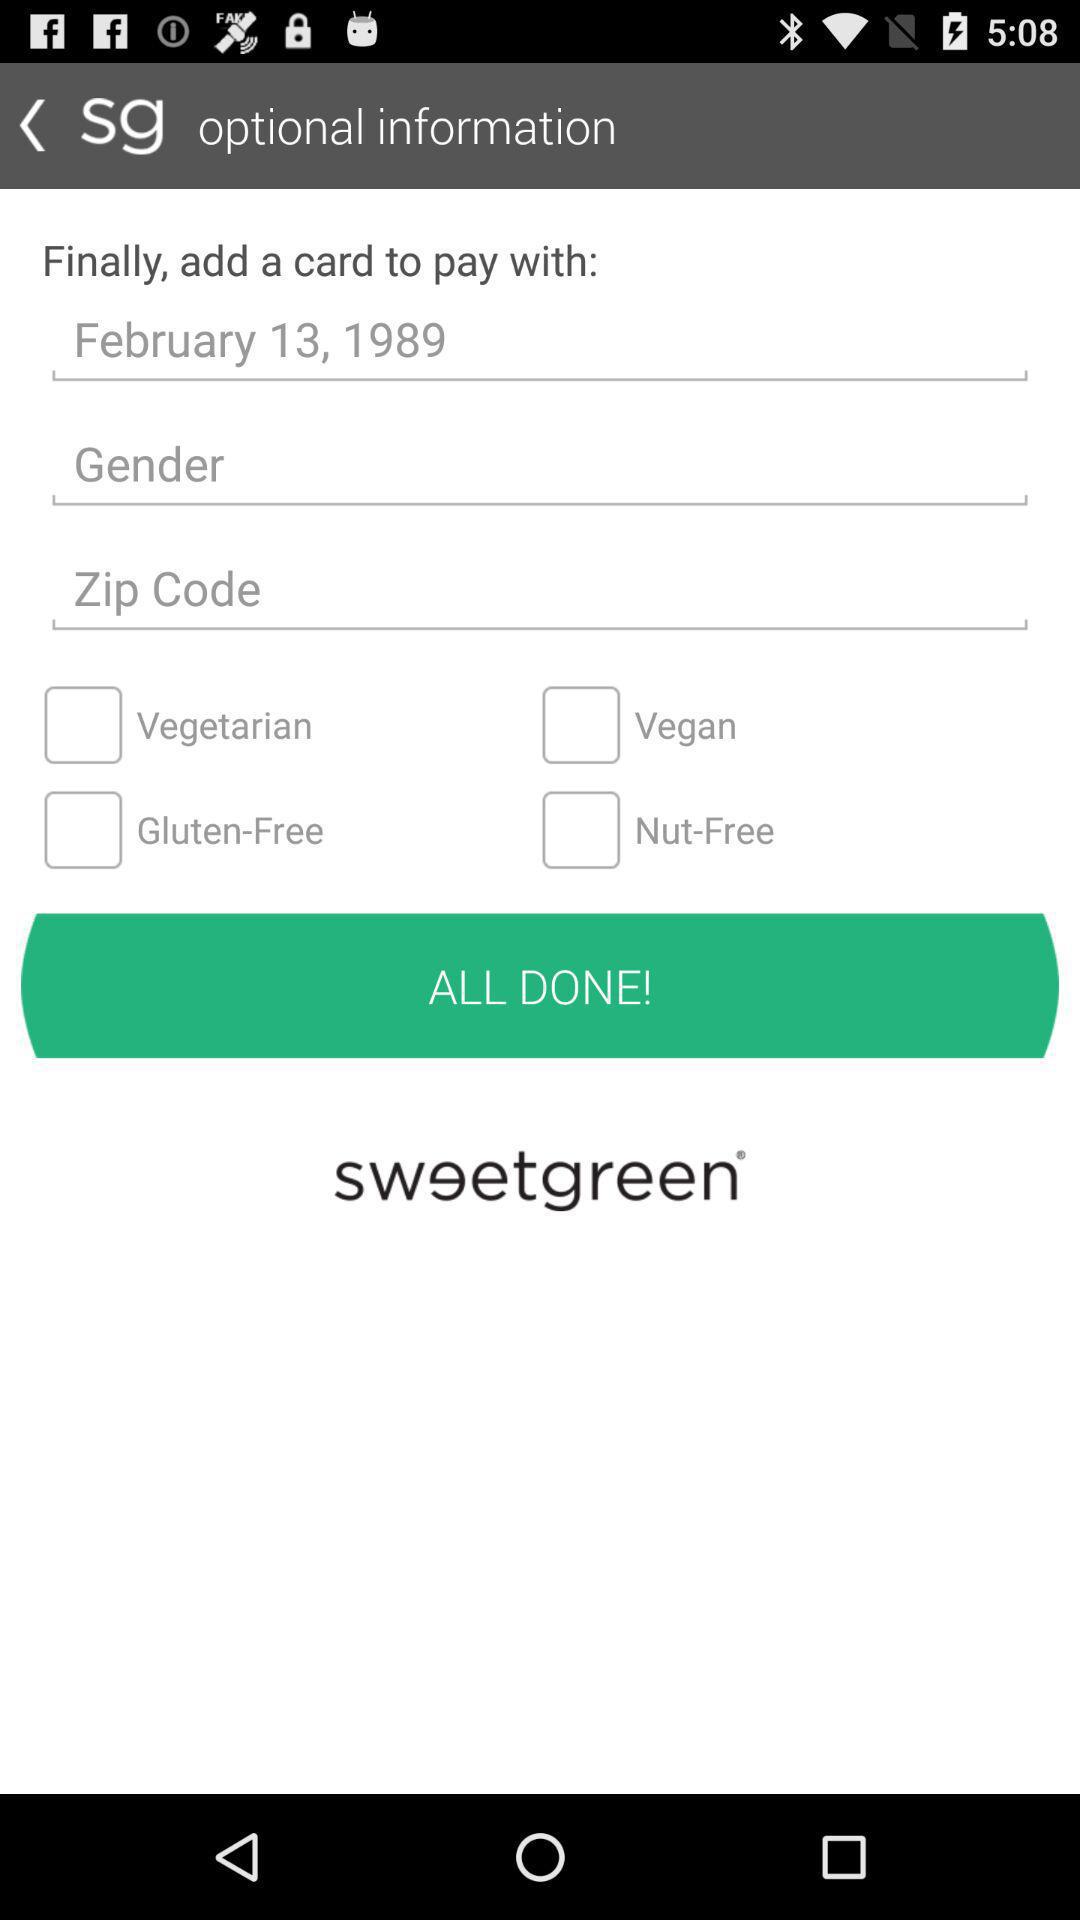 FAKE
5:08
sg optional information
Finally, add a card to pay with:
February 13, 1989
Gender
Zip Code
Vegetarian
Vegan
Gluten-Free
Nut-Free
ALL DONE!
sweetgreen®